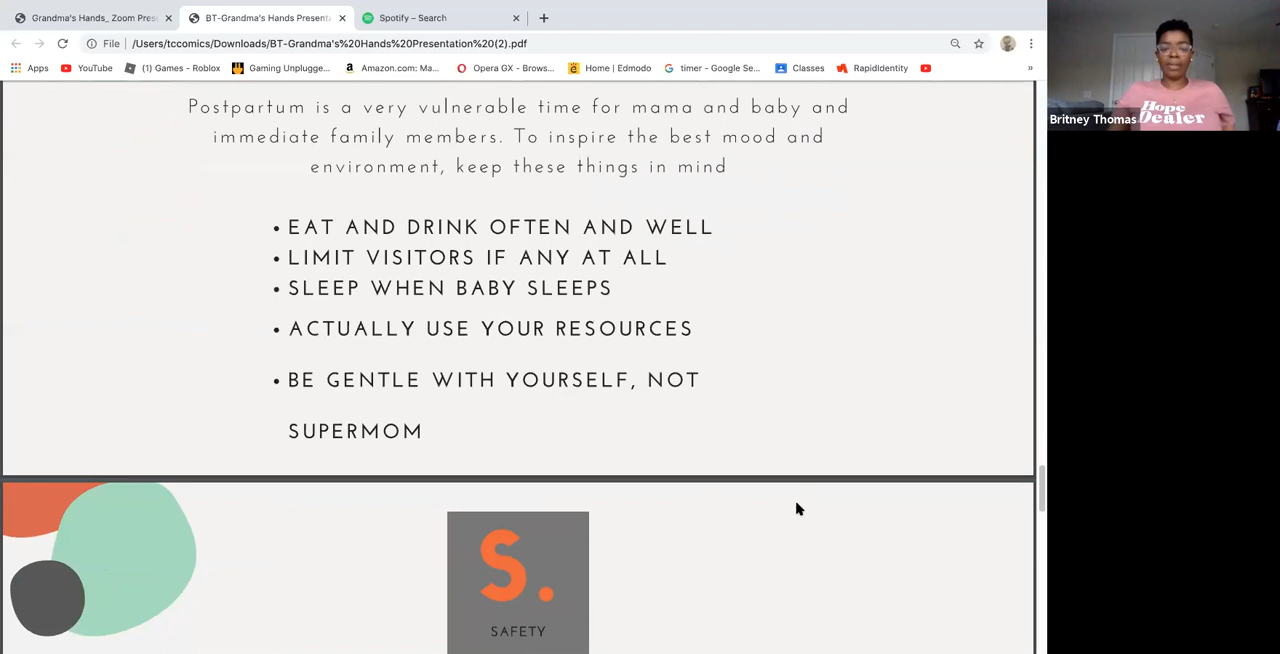 Grandma's Hands_ Zoom Pres
BT-Grandma's Hands Present
Spotify – Search
File
/Users/tccomics/Downloads/BT-Grandma's%20Hands%20Presentation%20(2).pdf
Apps
YouTube
(1) Games - Roblox
Gaming Unplugge...
Amazon.com: Ma...
Opera GX - Brows...
Home | Edmodo
timer - Google Se...
Classes
RapidIdentity
»
Postpartum is a very vulnerable time for mama and baby and
immediate family members. To inspire the best mood and
environment, keep these things in mind
• EAT AND DRINK OFTEN AND WELL
• LIMIT VISITORS IF ANY AT ALL
• SLEEP WHEN BABY SLEEPS
• ACTUALLY USE YOUR RESOURCES
• BE GENTLE WITH YOURSELF, NOT
SUPERMOM
S.
SAFETY
Hope
Dealer
Britney Thomas